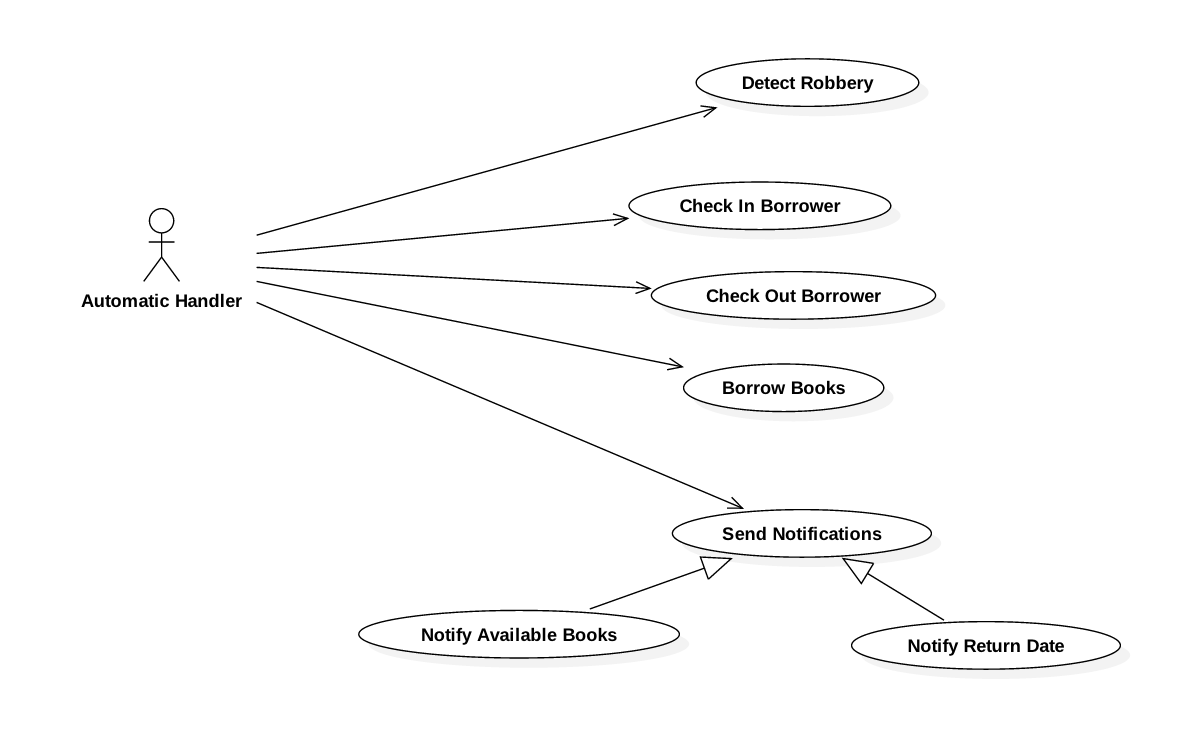 Detect Robbery
Check In Borrower
Automatic Handler
Check Out Borrower
Borrow Books
Send Notifications
Notify Available Books
Notify Return Date